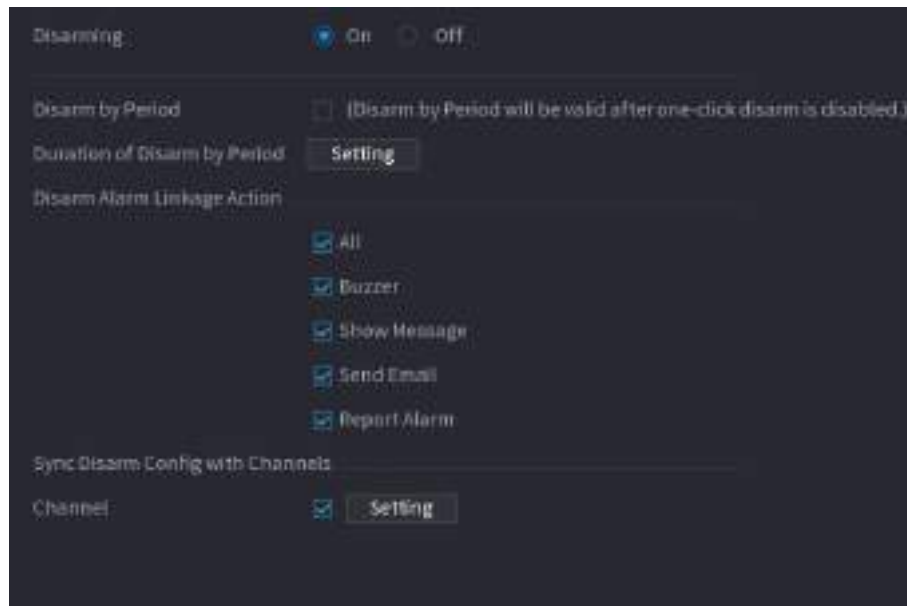 Disarming On Off
Disarm by Period (Disarm by Period will be valid after one-click disarm is disabled.)
Duration of Disarm by Period Setting
Disarm Alarm Linkage Action
All
Buzzer
Show Message
Send Email
Report Alarm
Sync Disarm Config with Channels
Channel Setting